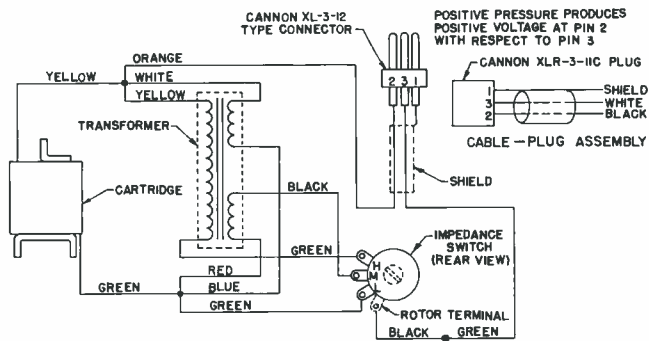 CANNON XL-3-12
TYPE CONNECTOR
POSITIVE PRESSURE PRODUCES
POSITIVE VOLTAGE AT PIN 2
WITH RESPECT TO PIN 3
CANNON XLR-3-11C PLUG
ORANGE
YELLOW
WHITE
YELLOW
2 3 1
1
3
2
SHIELD
WHITE
BLACK
CABLE-PLUG ASSEMBLY
TRANSFORMER
SHIELD
CARTRIDGE
BLACK
IMPEDANCE
SWITCH
(REAR VIEW)
GREEN
H
M
L
RED
GREEN
BLUE
GREEN
ROTOR TERMINAL
BLACK
GREEN